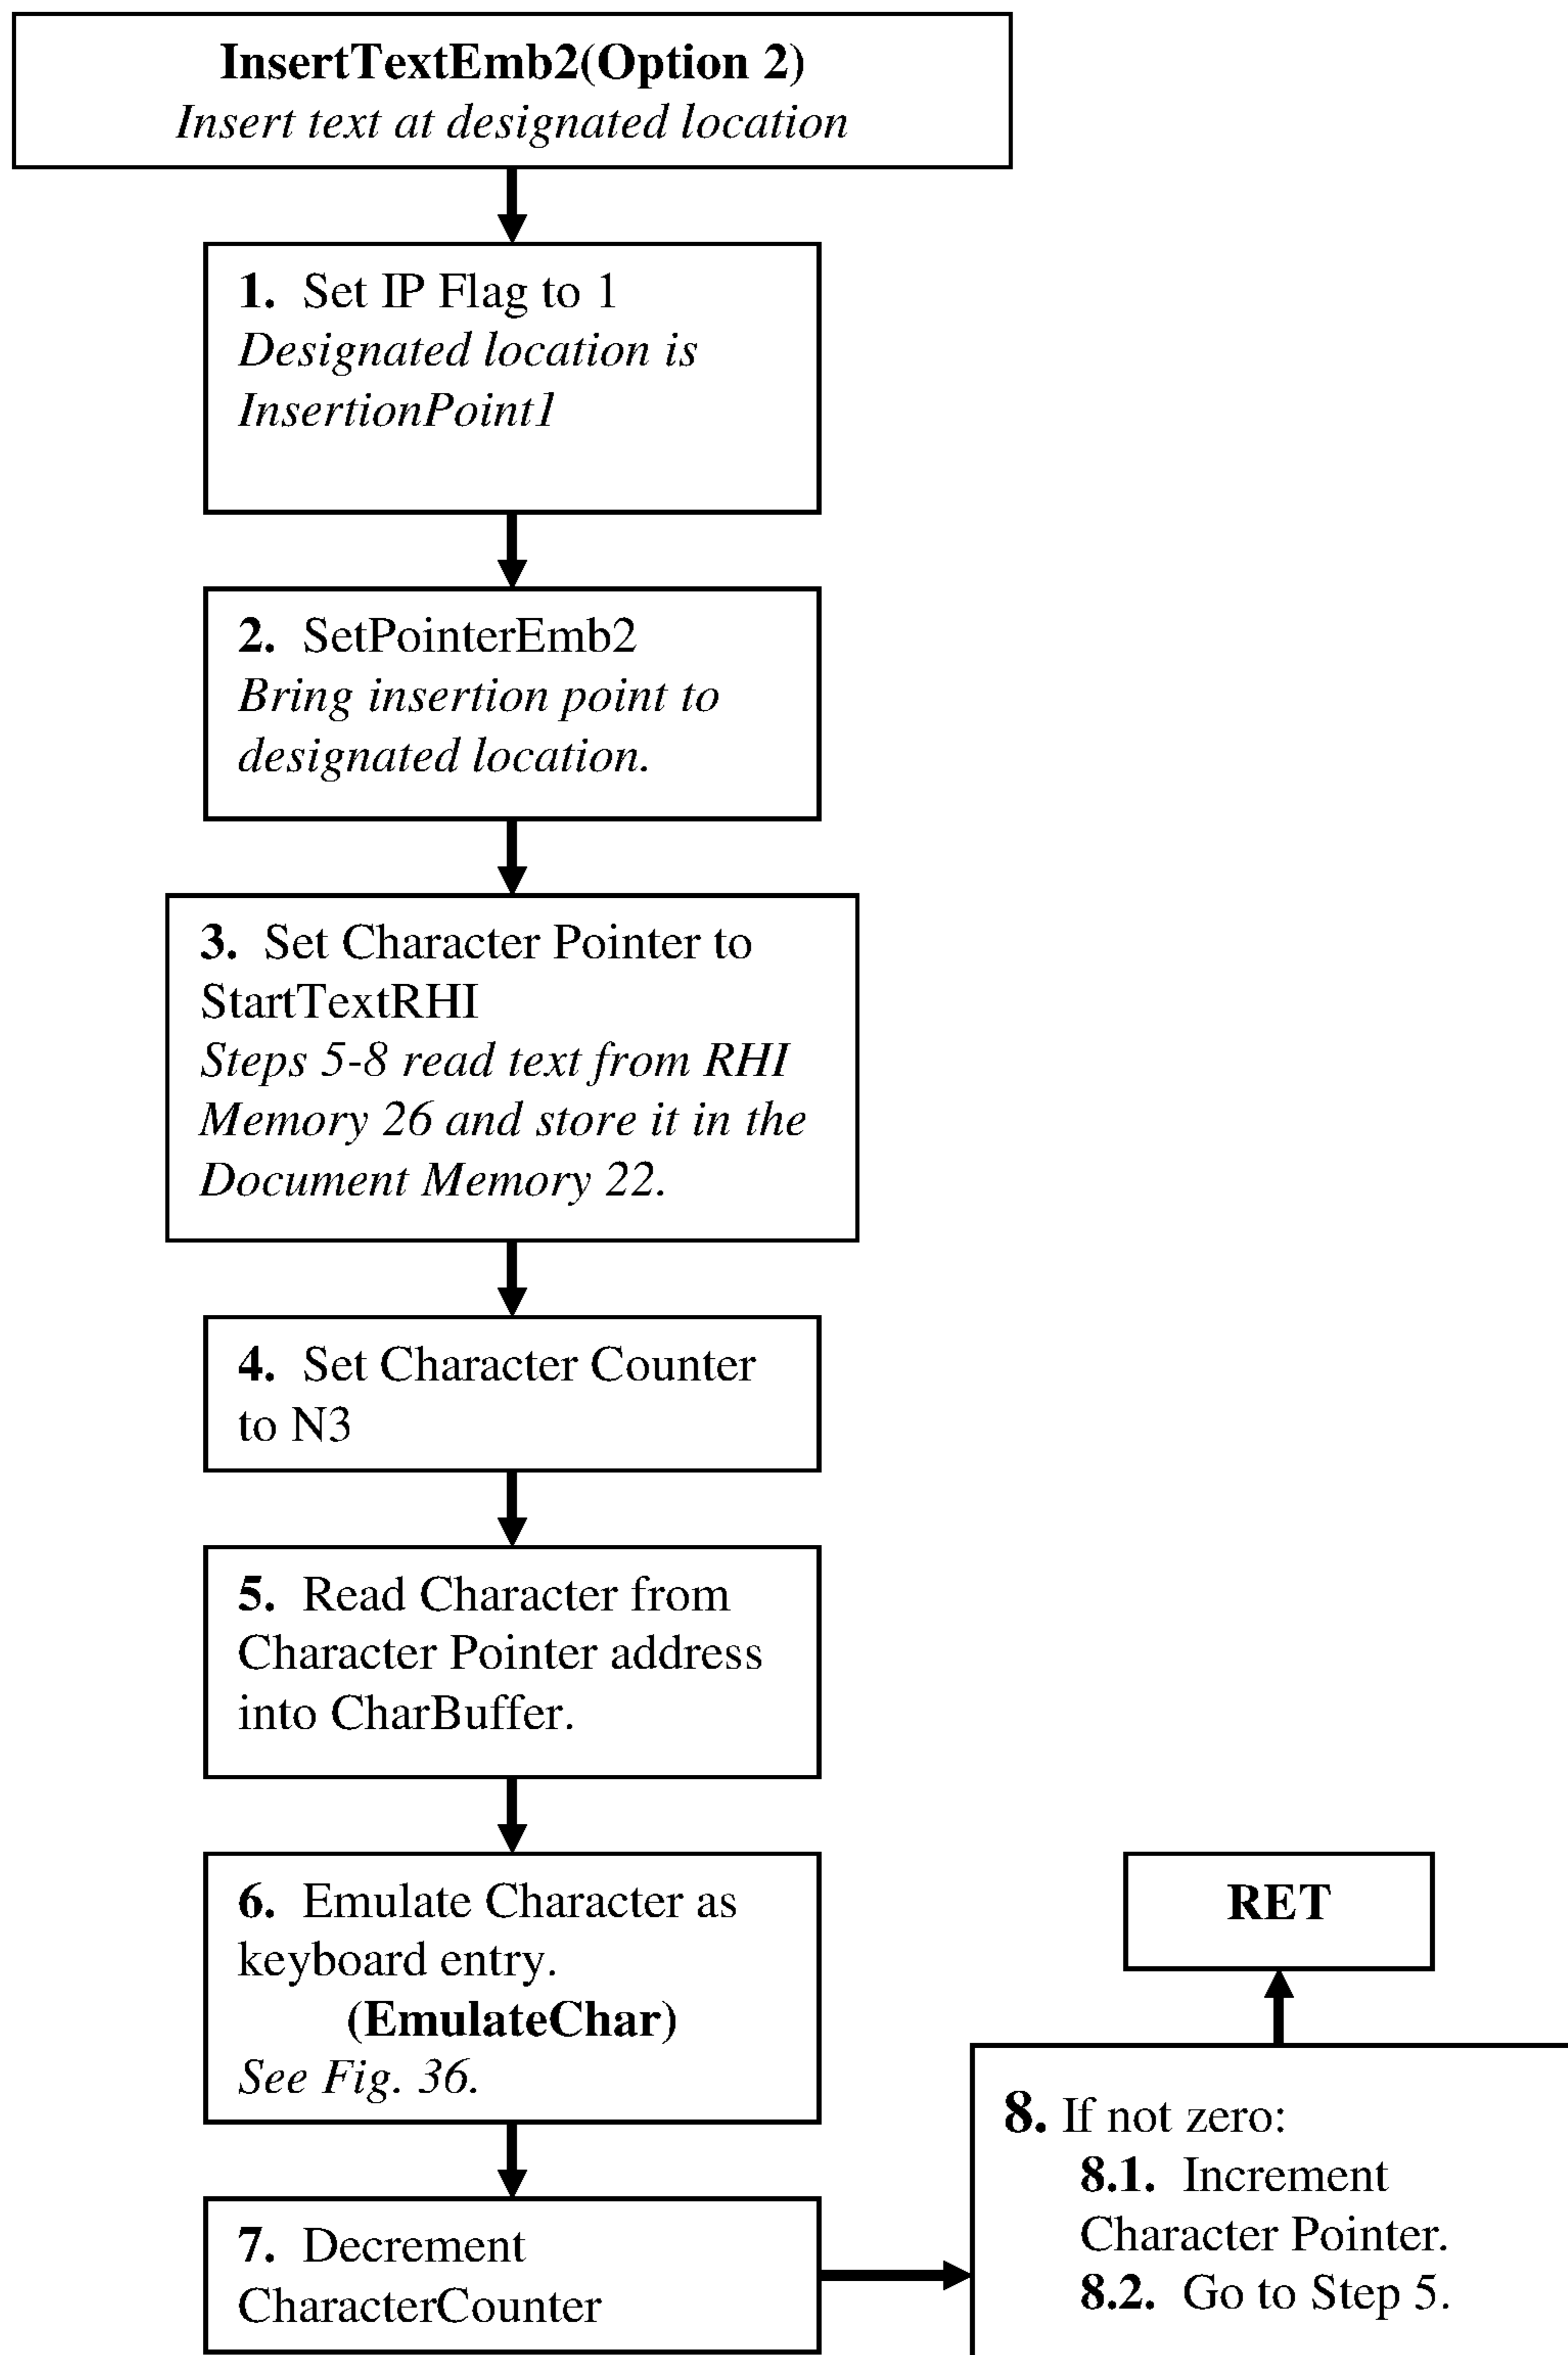 InsertTextEmb2(Option 2)
Insert text at designated location
1. Set IP Flag to 1
Designated location is
InsertionPoint1
2. SetPointerEmb2
Bring insertion point to
designated location.
3. Set Character Pointer to
StartTextRHI
Steps 5-8 read text from RHI
Memory 26 and store it in the
Document Memory 22.
4. Set Character Counter
to N3
5. Read Character from
Character Pointer address
into CharBuffer.
6. Emulate Character as
keyboard entry.
(EmulateChar)
See Fig. 36.
7. Decrement
CharacterCounter
8. If not zero:
8.1. Increment
Character Pointer.
8.2. Go to Step 5.
RET